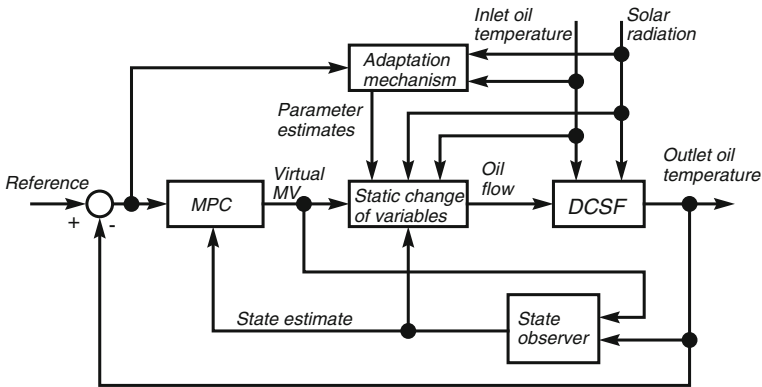 Inlet oil
temperature
Solar
radiation
Adaptation
mechanism
Parameter
estimates
Reference
+
-
MPC
Virtual
MV
Static change
of variables
Oil
flow
DCSF
Outlet oil
temperature
State estimate
State
observer